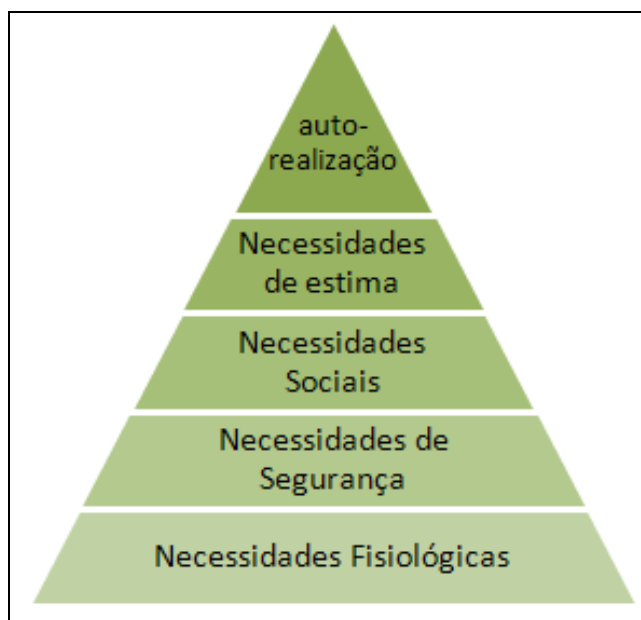 auto-
realização
Necessidades
de estima
Necessidades
Sociais
Necessidades de
Segurança
Necessidades Fisiológicas